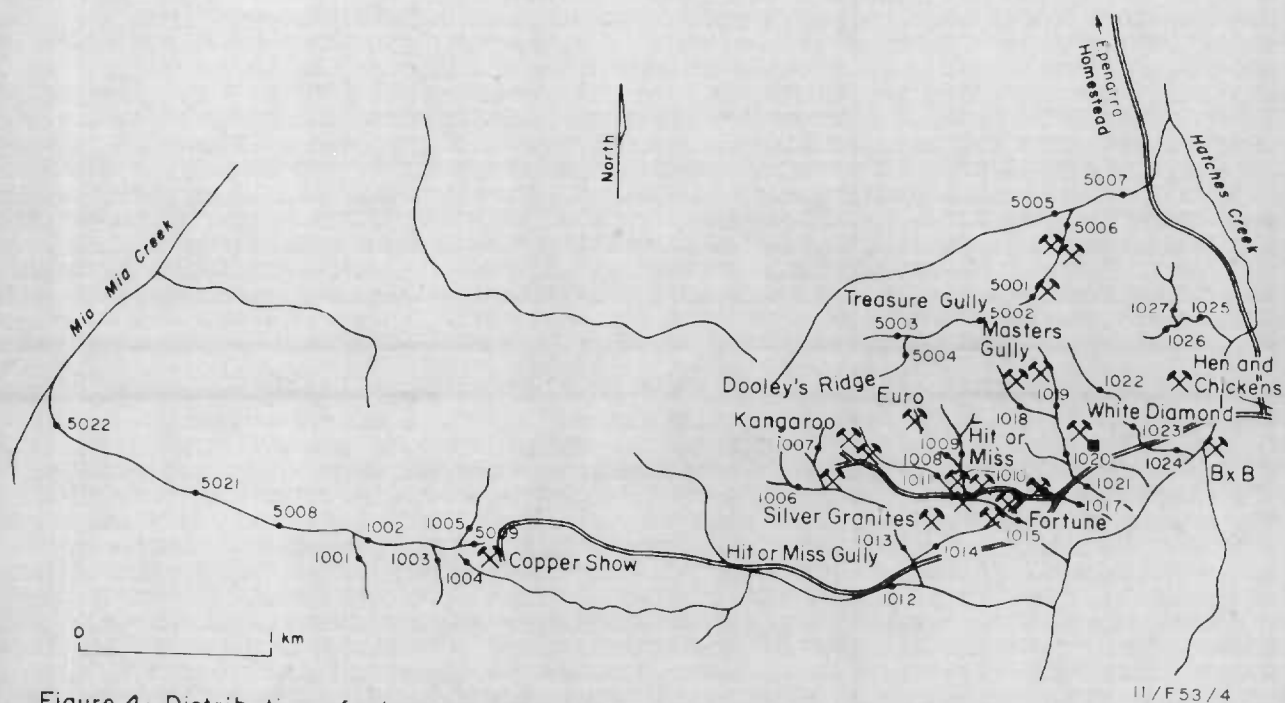 Epenarra
Homestead
Hatches Creek
North
Mia Creek
Mia Creek
5007
5005
5006
5001
Treasure Gully
5002
5003
Masters
Gully
5004
1027
1025
1026
Hen and
Chickens
Dooley's Ridge
Euro
1022
1019
1018
White Diamond
Kangaroo
1007
1009
Hit or
Miss
1008
1023
1020
1024
B x B
5022
1011
1010
1021
1006
1017
5021
Silver Granites
Fortune
1015
5008
1002
1005
5009
1013
1014
1001
1003
1004
Copper Show
Hit or Miss Gully
1012
0
1 km
11/F53/4